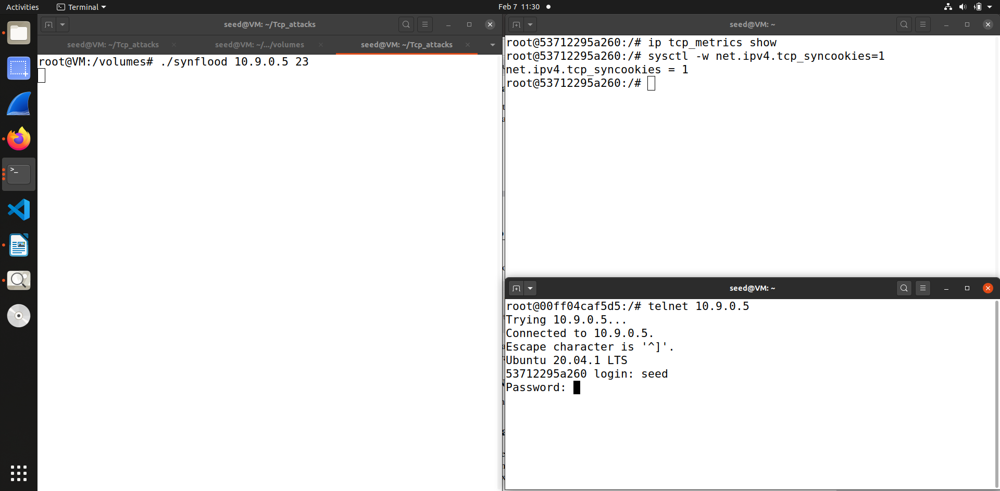 Activities
Terminal
Feb 7 11:30
seed@VM: ~/Tcp_attacks
seed@VM: ~/Tcp_attacks
seed@VM: ~/.../volumes
seed@VM: ~/Tcp_attacks
root@VM:/volumes# ./synflood 10.9.0.5 23
seed@VM: ~
root@53712295a260:/# ip tcp_metrics show
root@53712295a260:/# sysctl -w net.ipv4.tcp_syncookies=1
net.ipv4.tcp_syncookies = 1
root@53712295a260:/#
seed@VM: ~
root@00ff04caf5d5:/# telnet 10.9.0.5
Trying 10.9.0.5...
Connected to 10.9.0.5.
Escape character is '^]'.
Ubuntu 20.04.1 LTS
53712295a260 login: seed
Password: